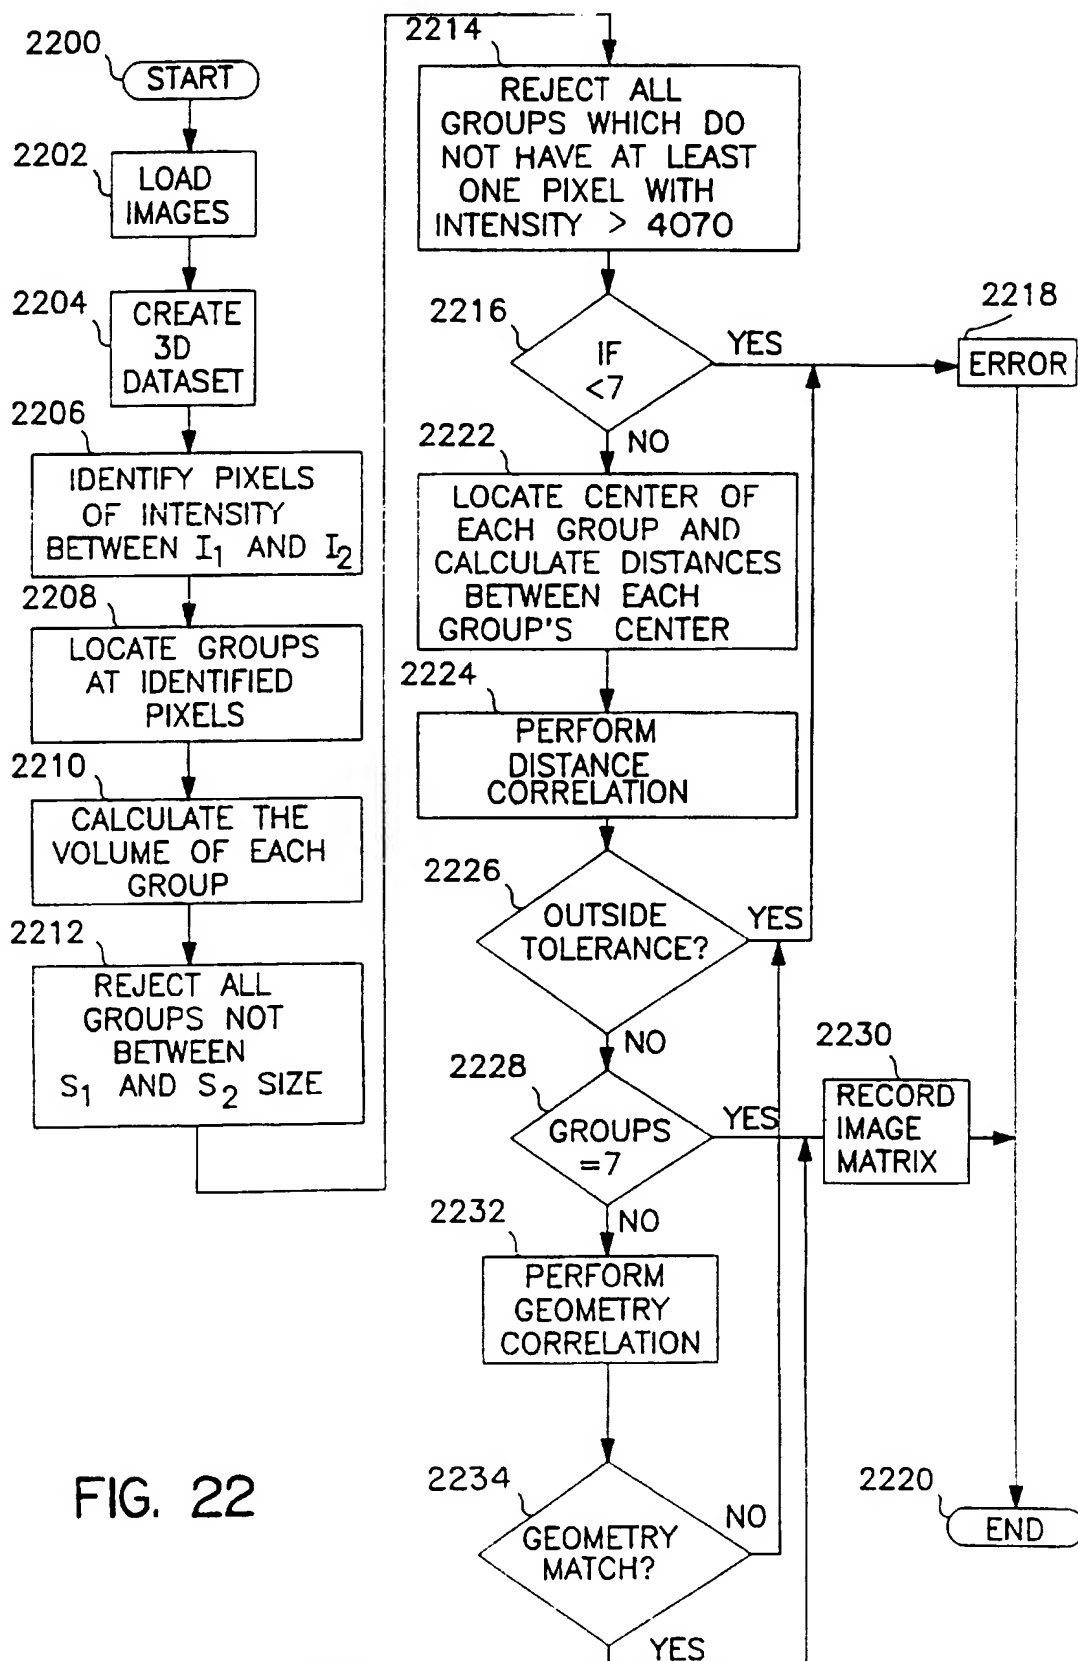 2200
START
2202
LOAD
IMAGES
2204
CREATE
3D
DATASET
2206
IDENTIFY PIXELS
OF INTENSITY
BETWEEN I₁ AND I₂
2208
LOCATE GROUPS
AT IDENTIFIED
PIXELS
2210
CALCULATE THE
VOLUME OF EACH
GROUP
2212
REJECT ALL
GROUPS NOT
BETWEEN
S₁ AND S₂ SIZE
2214
REJECT ALL
GROUPS WHICH DO
NOT HAVE AT LEAST
ONE PIXEL WITH
INTENSITY > 4070
2216
IF
<7
YES
2218
ERROR
NO
2222
LOCATE CENTER OF
EACH GROUP AND
CALCULATE DISTANCES
BETWEEN EACH
GROUP'S CENTER
2224
PERFORM
DISTANCE
CORRELATION
2226
OUTSIDE
TOLERANCE?
YES
NO
2228
GROUPS
=7
YES
2230
RECORD
IMAGE
MATRIX
NO
2232
PERFORM
GEOMETRY
CORRELATION
2234
GEOMETRY
MATCH?
NO
YES
2220
END
FIG. 22